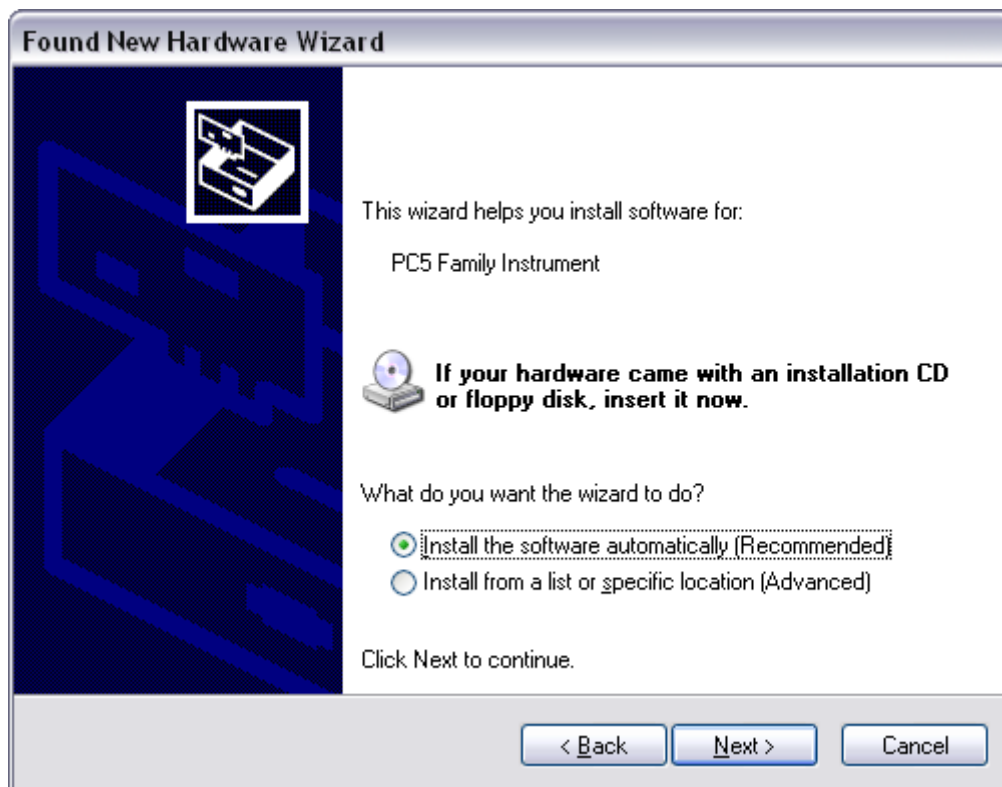 Found New Hardware Wizard
This wizard helps you install software for:
PC5 Family Instrument
If your hardware came with an installation CD
or floppy disk, insert it now.
What do you want the wizard to do?
Install the software automatically (Recommended)
Install from a list or specific location (Advanced)
Click Next to continue.
< Back
Next >
Cancel